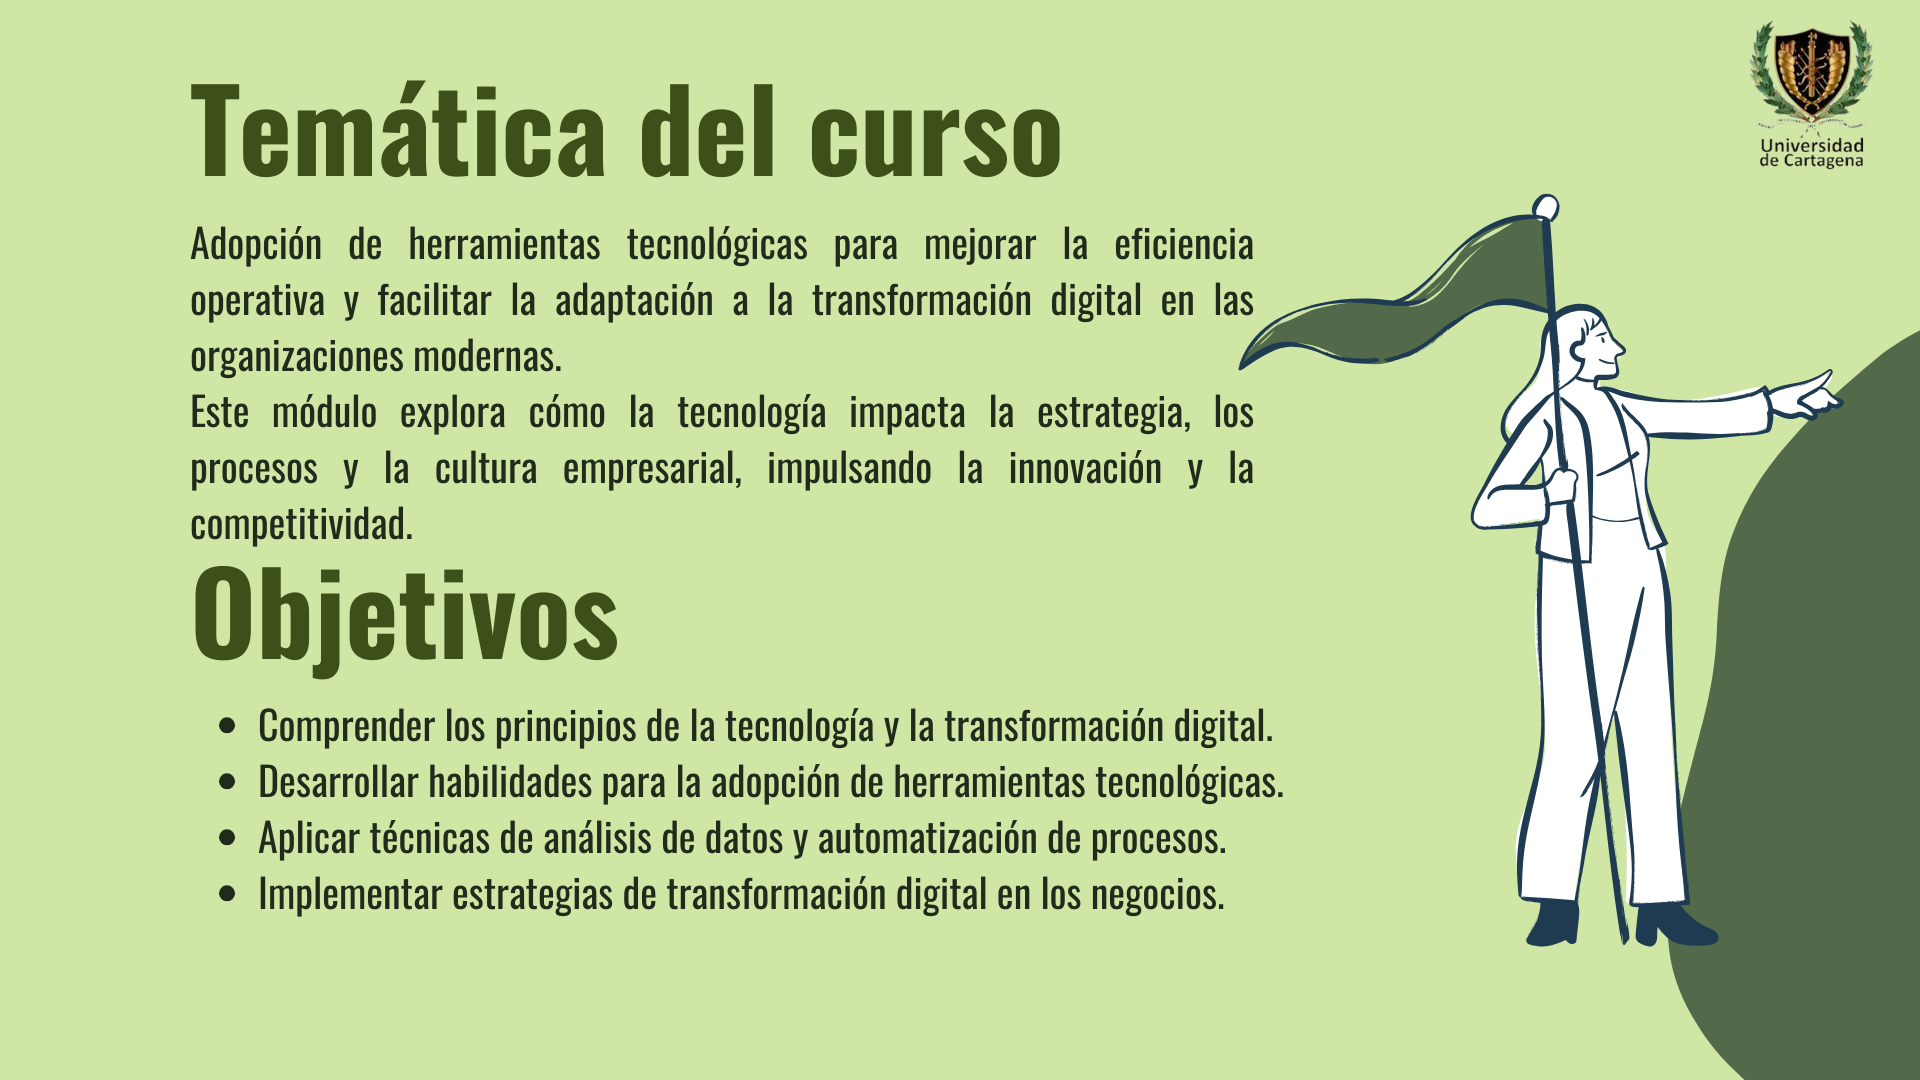 Universidad
de Cartagena
Temática del curso
Adopción de herramientas tecnológicas para mejorar la eficiencia
operativa y facilitar la adaptación a la transformación digital en las
organizaciones modernas.
Este módulo explora cómo la tecnología impacta la estrategia, los
procesos y la cultura empresarial, impulsando la innovación y la
competitividad.
Objetivos
• Comprender los principios de la tecnología y la transformación digital.
• Desarrollar habilidades para la adopción de herramientas tecnológicas.
• Aplicar técnicas de análisis de datos y automatización de procesos.
• Implementar estrategias de transformación digital en los negocios.